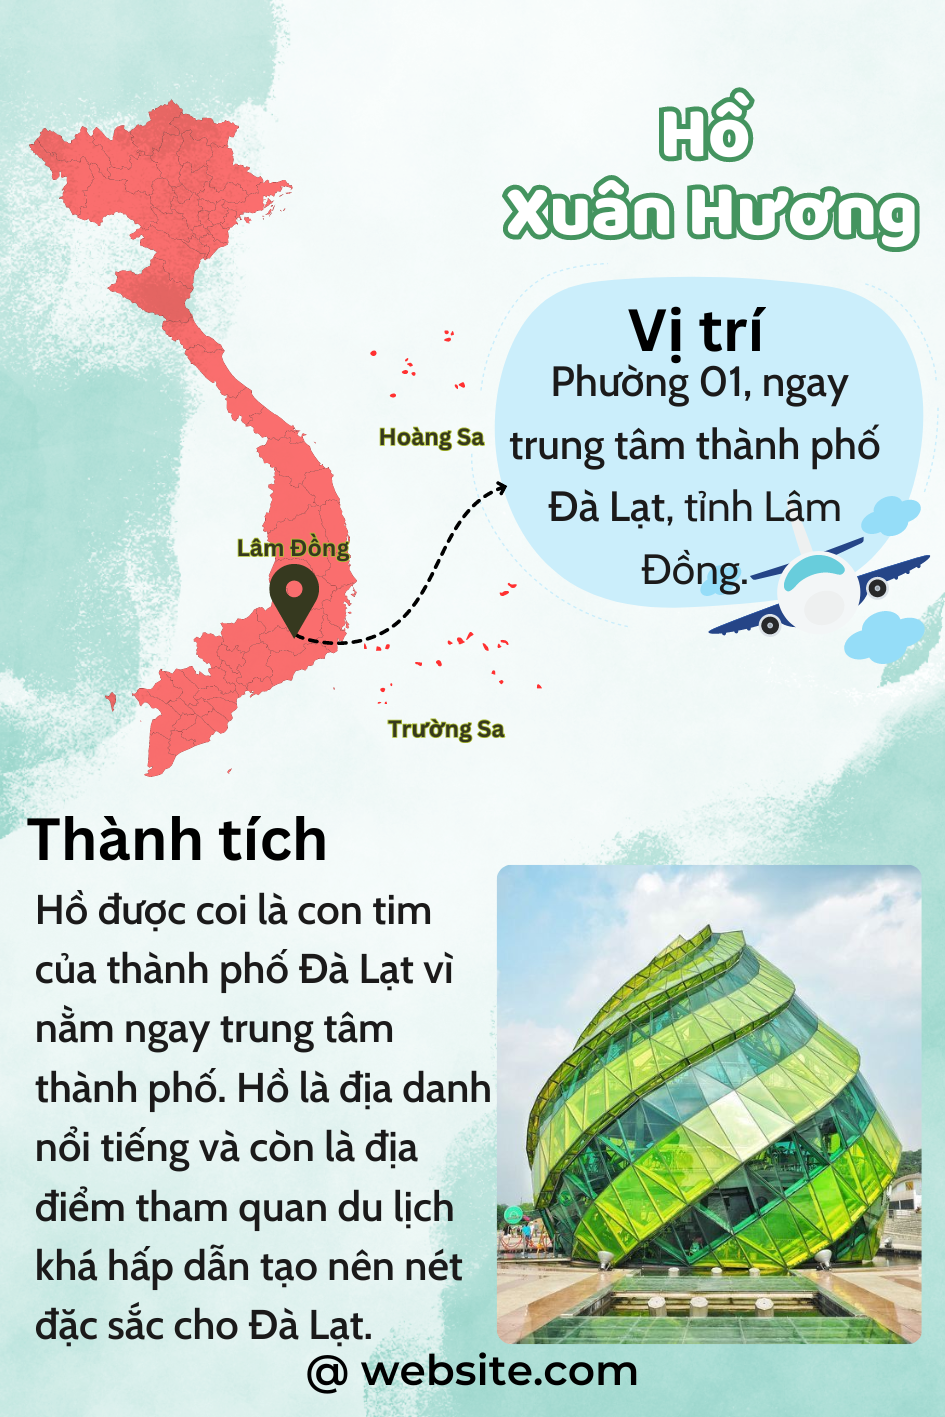 Hồ
Xuân Hương
Vị trí
Phường 01, ngay
trung tâm thành phố
Đà Lạt, tỉnh Lâm
Đồng.
Hoàng Sa
Lâm Đồng
Trường Sa
Thành tích
Hồ được coi là con tim
của thành phố Đà Lạt vì
nằm ngay trung tâm
thành phố. Hồ là địa danh
nổi tiếng và còn là địa
điểm tham quan du lịch
khá hấp dẫn tạo nên nét
đặc sắc cho Đà Lạt.
@ website.com